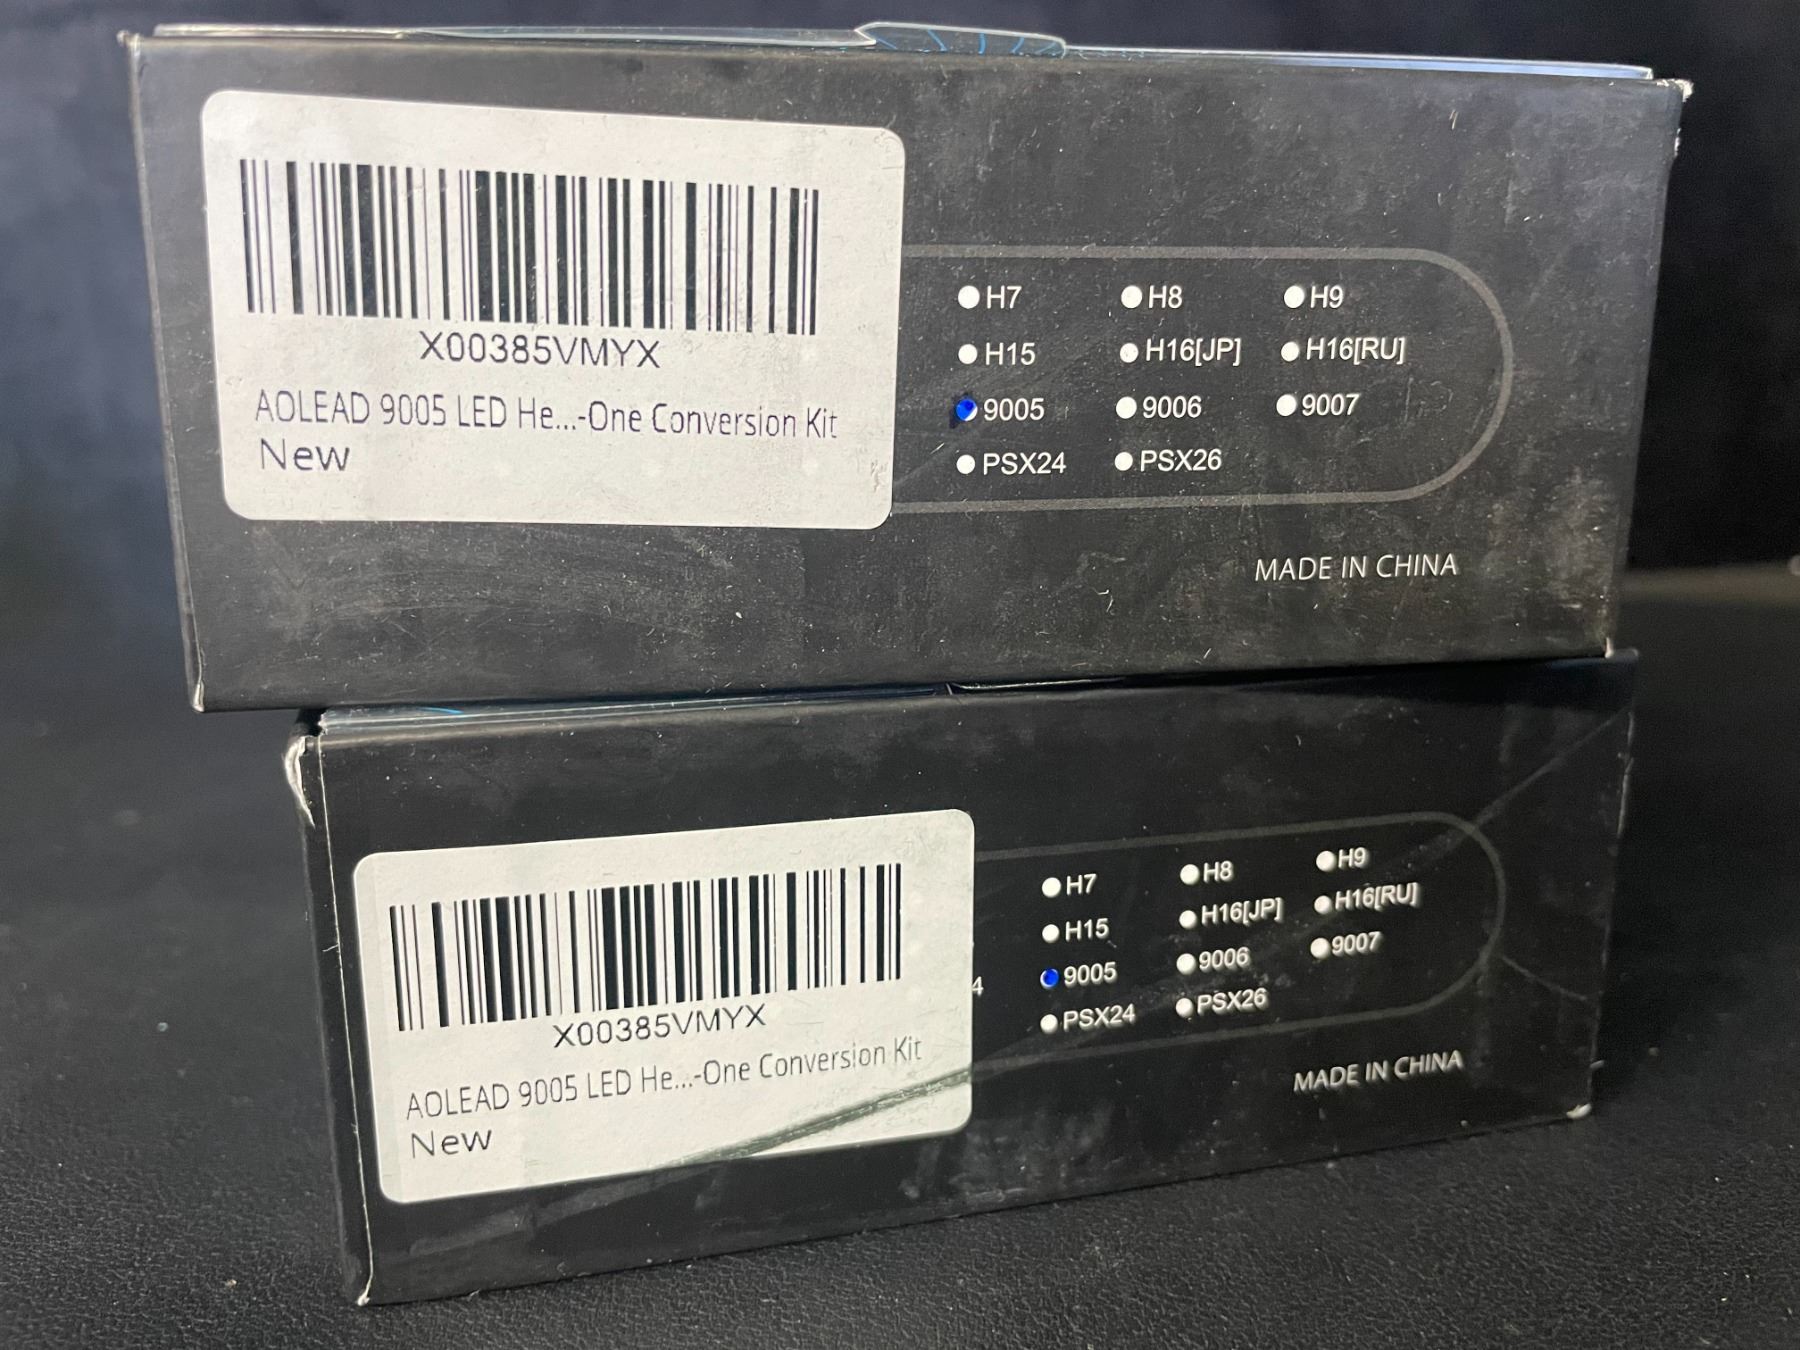 X00385VMYX
AOLEAD 9005 LED He...-One Conversion Kit
New
H7 H8 H9
H15 H16[JP] H16[RU]
9005 9006 9007
PSX24 PSX26
MADE IN CHINA
X00385VMYX
AOLEAD 9005 LED He...-One Conversion Kit
New
H7 H8 H9
H15 H16[JP] H16[RU]
4 9005 9006 9007
PSX24 PSX26
MADE IN CHINA